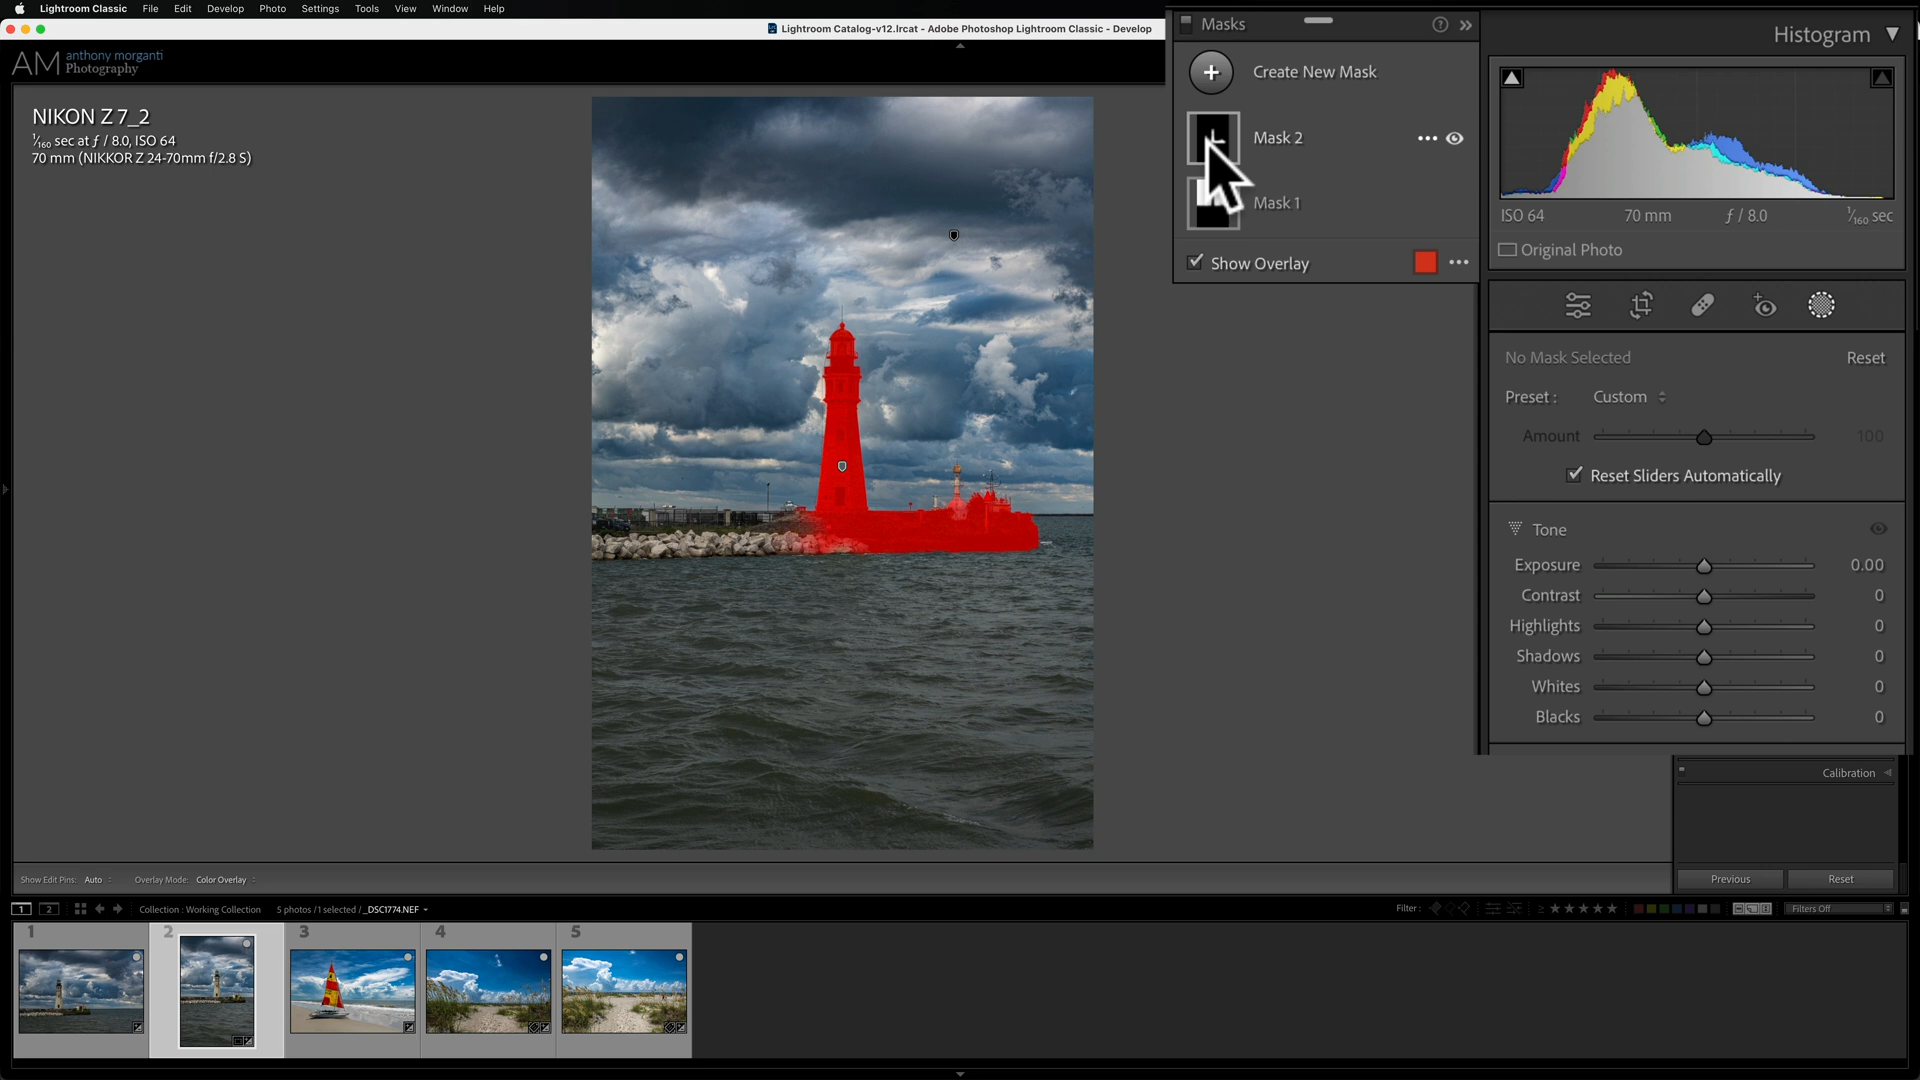 Lightroom Classic File Edit Develop Photo Settings Tools View Window Help
Lightroom Catalog-v12.lrcat - Adobe Photoshop Lightroom Classic - Develop
AM anthony morganti
Photography
NIKON Z 7_2
1/160 sec at ƒ / 8.0, ISO 64
70 mm (NIKKOR Z 24-70mm f/2.8 S)
Masks
Create New Mask
Mask 2
Mask 1
Show Overlay
Histogram
ISO 64 70 mm ƒ / 8.0 1/160 sec
Original Photo
No Mask Selected Reset
Preset : Custom
Amount 100
Reset Sliders Automatically
Tone
Exposure 0.00
Contrast 0
Highlights 0
Shadows 0
Whites 0
Blacks 0
Calibration
Previous Reset
Show Edit Pins: Auto Overlay Mode: Color Overlay
1 2 Collection : Working Collection 5 photos / 1 selected / _DSC1774.NEF Filter : Filters Off
1 2 3 4 5